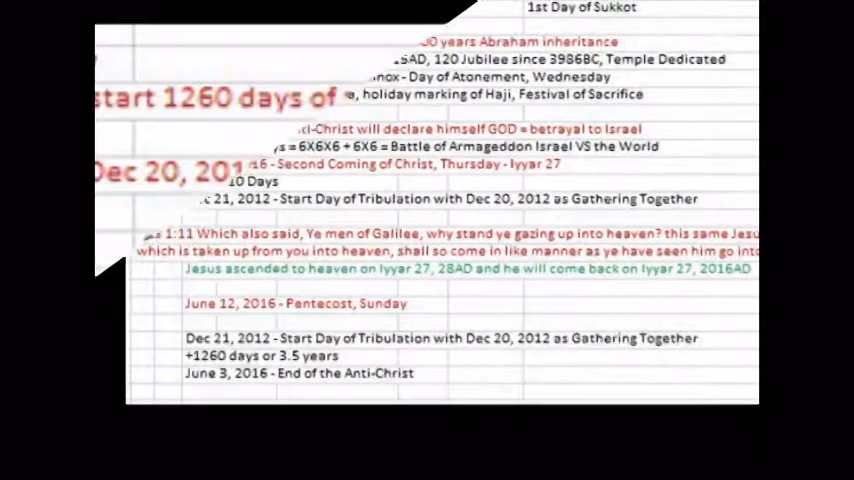 1st Day of Sukkot
years Abraham inheritance
5AD, 120 Jubilee since 3986BC, Temple Dedicated
- Day of Atonement, Wednesday
start 1260 days of
holiday marking of Haji, Festival of Sacrifice
-Christ will declare himself GOD = betrayal to Israel
= 6X6X6 + 6X6 = Battle of Armageddon Israel VS the World
Dec 20, 201
16 - Second Coming of Christ, Thursday - Iyyar 27
10 Days
21, 2012 - Start Day of Tribulation with Dec 20, 2012 as Gathering Together
1:11 Which also said, Ye men of Galilee, why stand ye gazing up into heaven? this same Jesu
which is taken up from you into heaven, shall so come in like manner as ye have seen him go into
Jesus ascended to heaven on Iyyar 27, 28AD and he will come back on Iyyar 27, 2016AD
June 12, 2016 - Pentecost, Sunday
Dec 21, 2012 - Start Day of Tribulation with Dec 20, 2012 as Gathering Together
+1260 days or 3.5 years
June 3, 2016 - End of the Anti-Christ